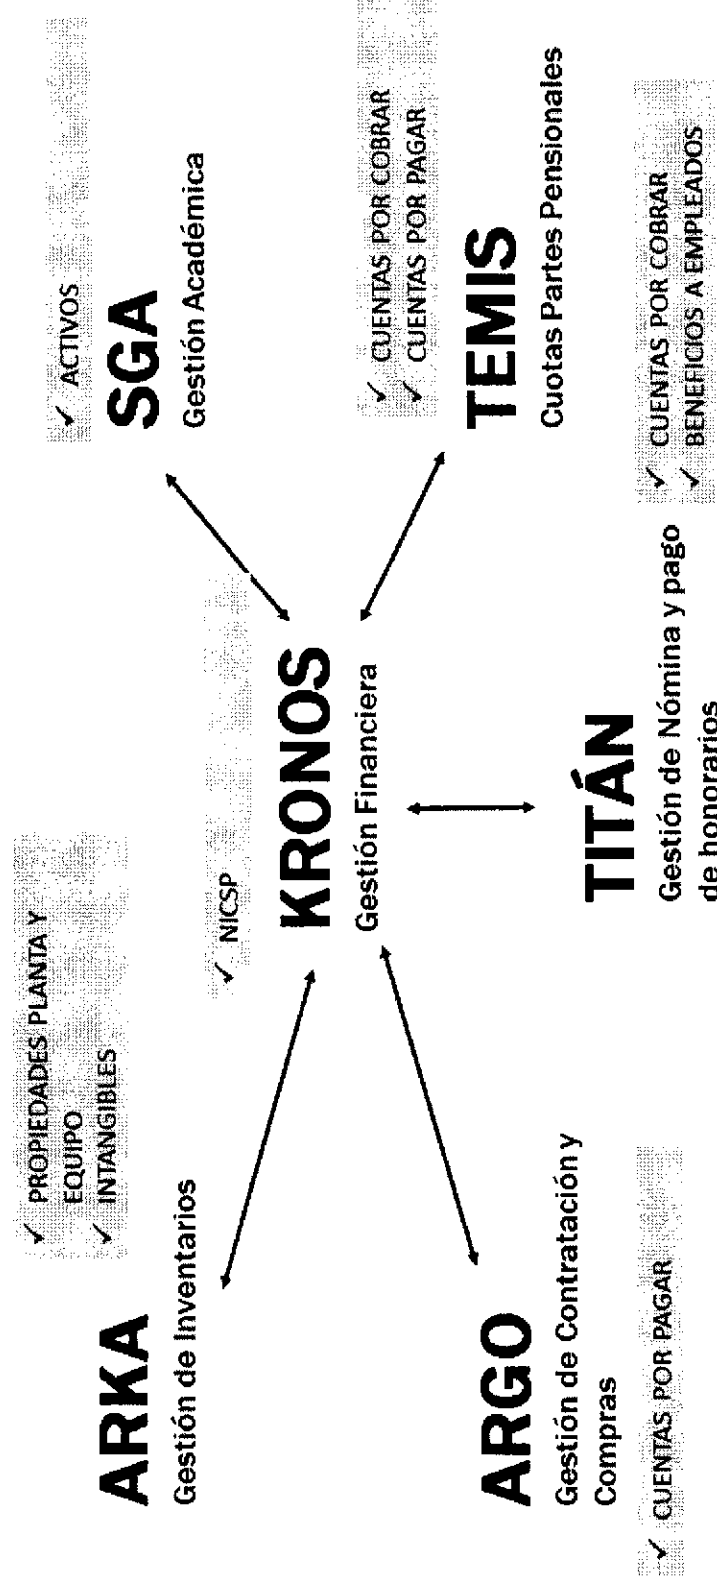 ✓ PROPIEDADES PLANTA Y
EQUIPO
✓ INTANGIBLES
ARKA
Gestión de Inventarios
✓ ACTIVOS
SGA
Gestión Académica
✓ NICSP
KRONOS
Gestión Financiera
✓ CUENTAS POR COBRAR
✓ CUENTAS POR PAGAR
TEMIS
Cuotas Partes Pensionales
ARGO
Gestión de Contratación y
Compras
✓ CUENTAS POR PAGAR
TITÁN
Gestión de Nómina y pago
de honorarios
✓ CUENTAS POR COBRAR
✓ BENEFICIOS A EMPLEADOS